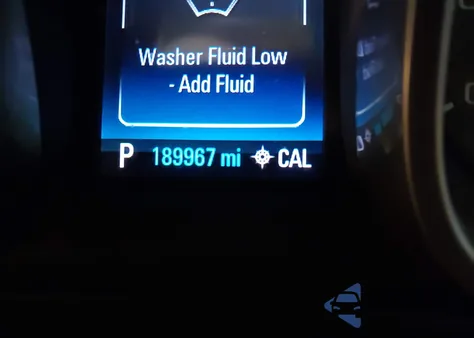 Washer Fluid Low
- Add Fluid
P 189967 mi CAL